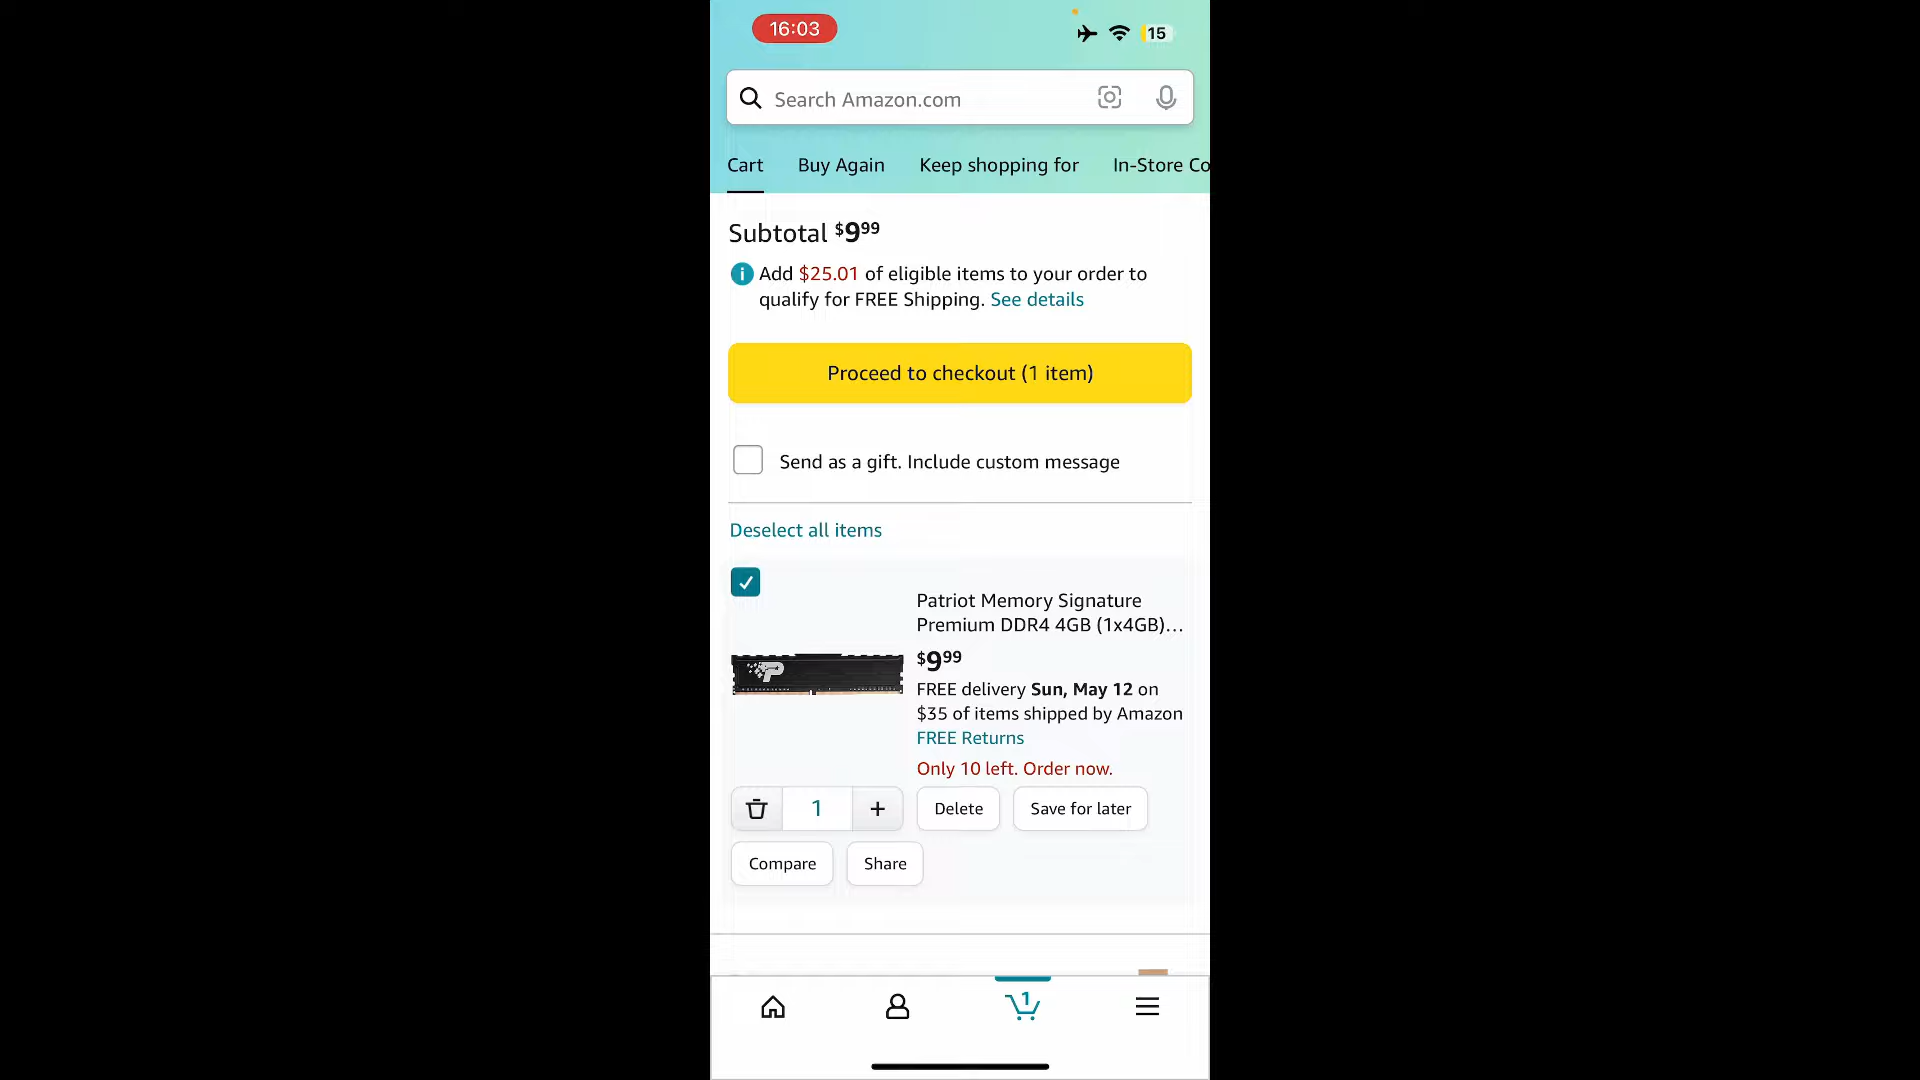 16:03
15
Search Amazon.com
Cart Buy Again Keep shopping for In-Store Co
Subtotal $9.99
Add $25.01 of eligible items to your order to
qualify for FREE Shipping. See details
Proceed to checkout (1 item)
Send as a gift. Include custom message
Deselect all items
Patriot Memory Signature
Premium DDR4 4GB (1x4GB)...
$9.99
FREE delivery Sun, May 12 on
$35 of items shipped by Amazon
FREE Returns
Only 10 left. Order now.
1 + Delete Save for later
Compare Share
1